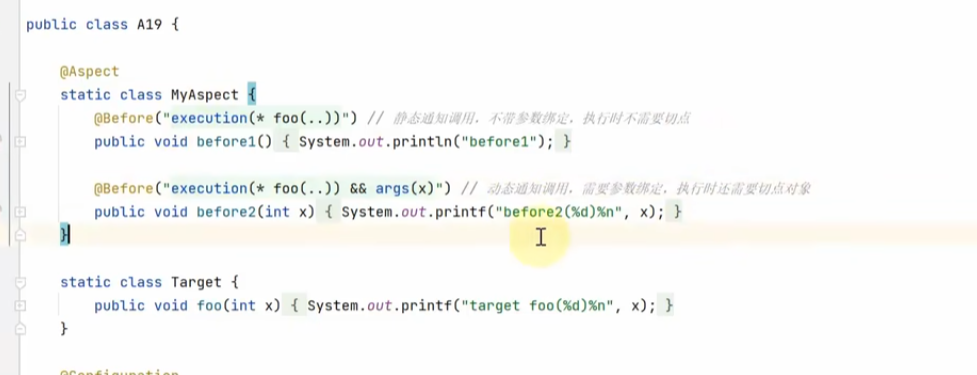 public class A19 {
@Aspect
static class MyAspect {
@Before("execution(* foo(..))") // 静态通知调用，不带参数绑定，执行时不需要切点
public void before1() { System.out.println("before1"); }
@Before("execution(* foo(..)) && args(x)") // 动态通知调用，需要参数绑定，执行时还需要切点对象
public void before2(int x) { System.out.printf("before2(%d)%n", x); }
}
static class Target {
public void foo(int x) { System.out.printf("target foo(%d)%n", x); }
}
@Configuration